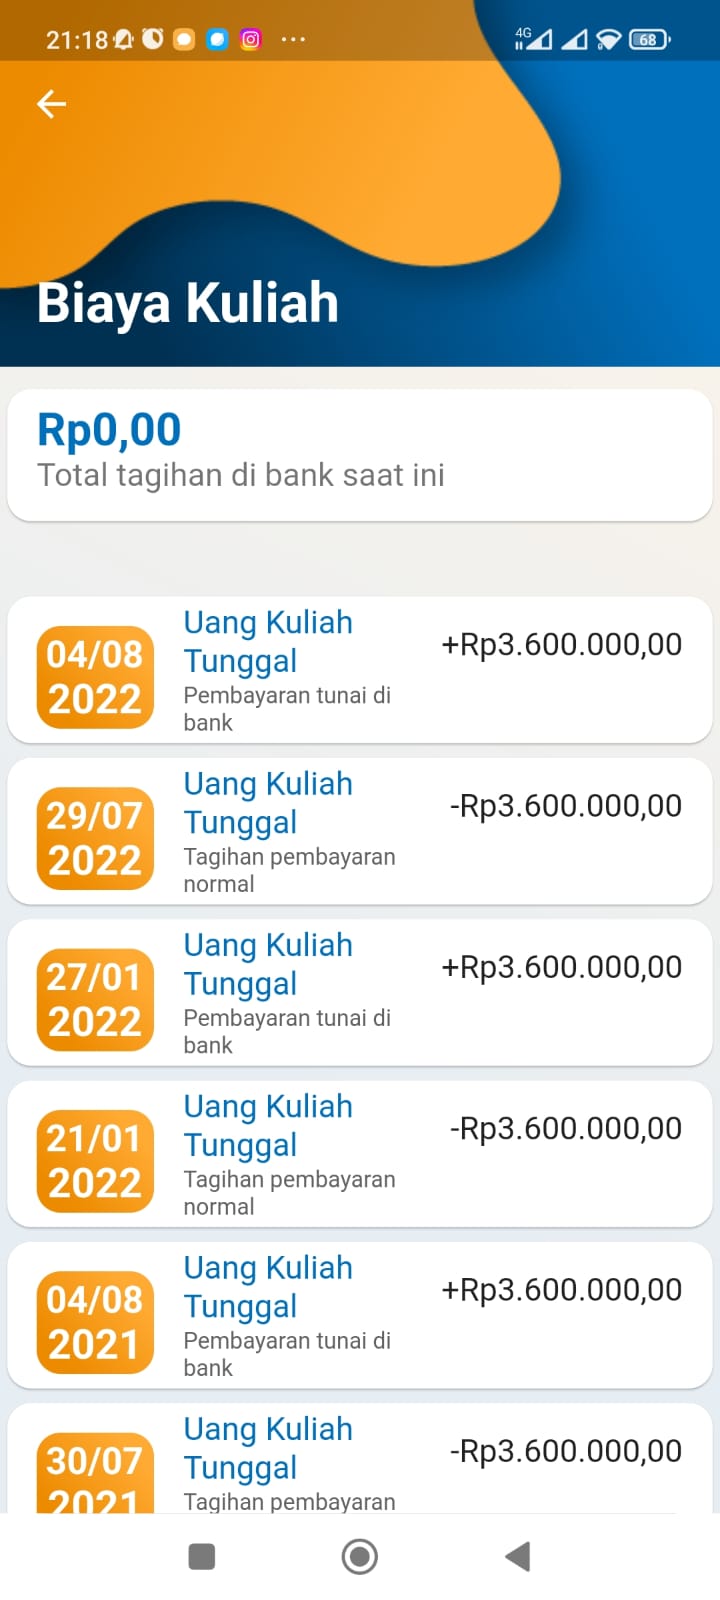 21:18
4G
68
Biaya Kuliah
Rp0,00
Total tagihan di bank saat ini
04/08
2022
Uang Kuliah
Tunggal
Pembayaran tunai di
bank
+Rp3.600.000,00
29/07
2022
Uang Kuliah
Tunggal
Tagihan pembayaran
normal
-Rp3.600.000,00
27/01
2022
Uang Kuliah
Tunggal
Pembayaran tunai di
bank
+Rp3.600.000,00
21/01
2022
Uang Kuliah
Tunggal
Tagihan pembayaran
normal
-Rp3.600.000,00
04/08
2021
Uang Kuliah
Tunggal
Pembayaran tunai di
bank
+Rp3.600.000,00
30/07
2021
Uang Kuliah
Tunggal
Tagihan pembayaran
-Rp3.600.000,00